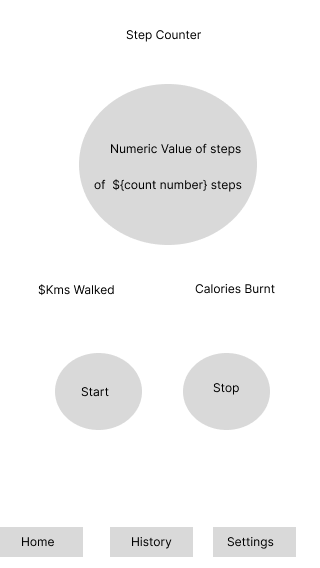 Step Counter
Numeric Value of steps
of ${count number} steps
$Kms Walked
Calories Burnt
Start
Stop
Home
History
Settings